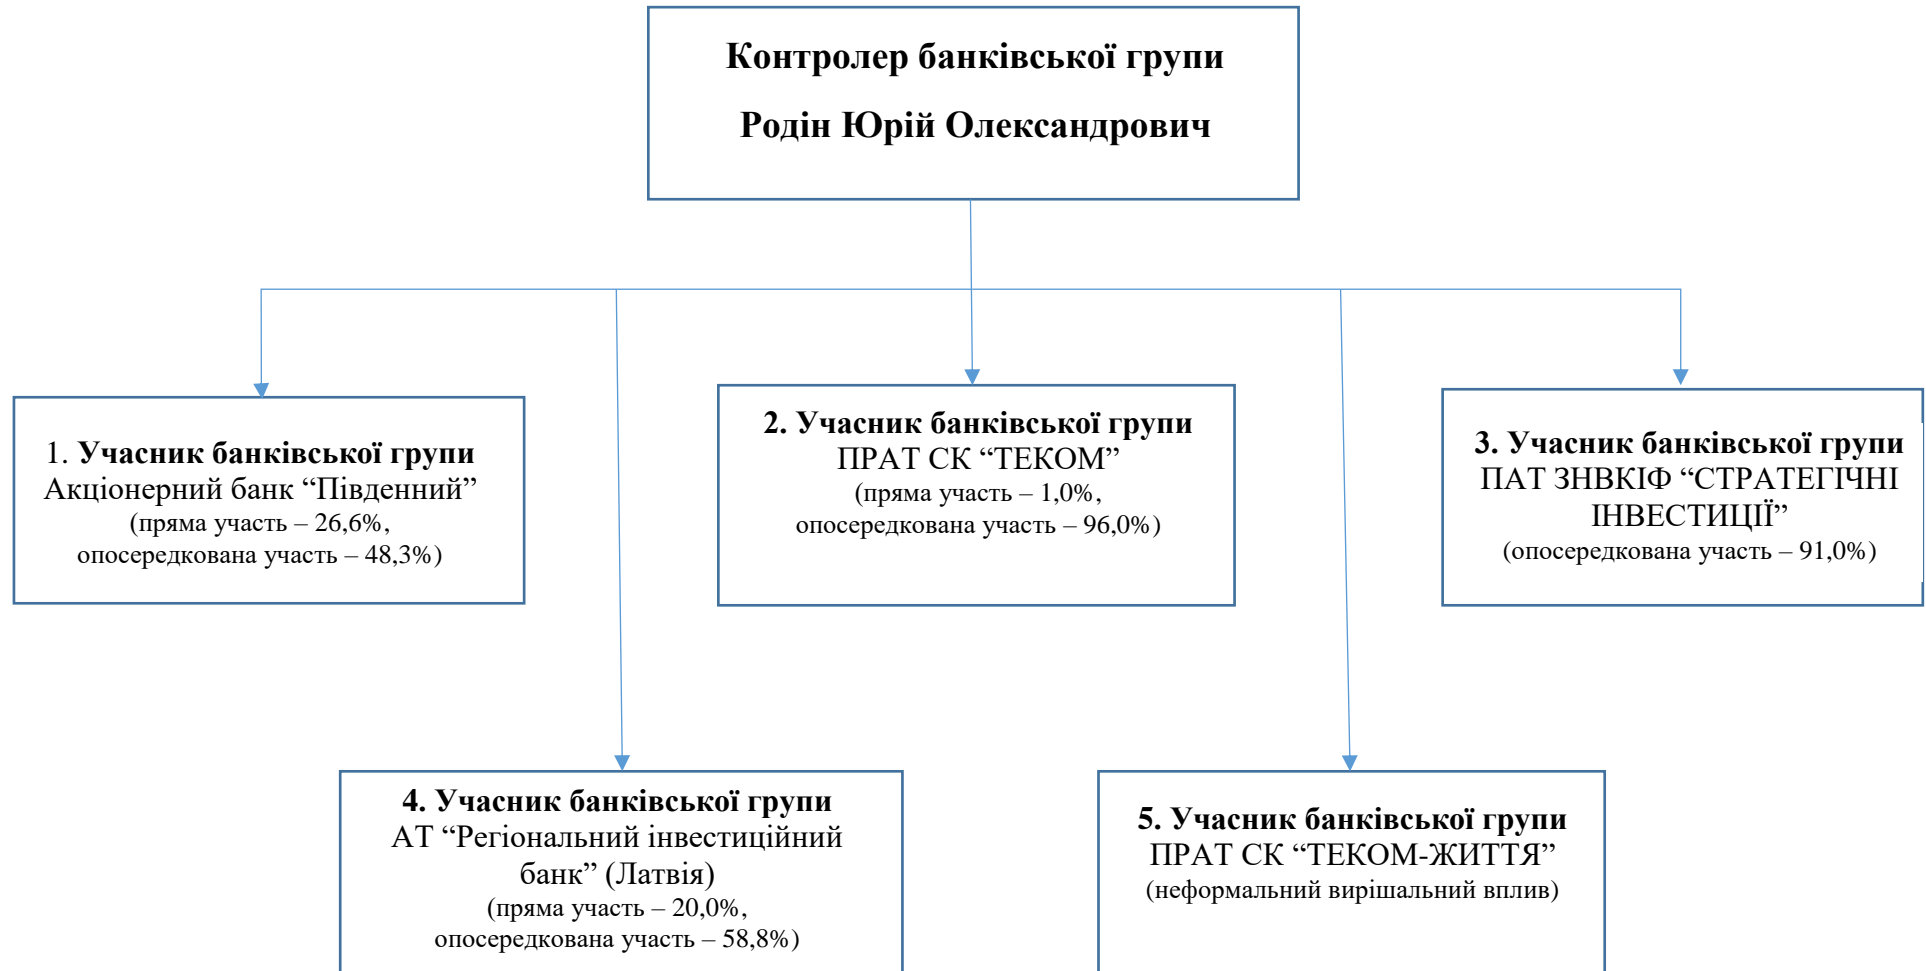 Контролер банківської групи
Родін Юрій Олександрович
1. Учасник банківської групи
Акціонерний банк “Південний”
(пряма участь – 26,6%,
опосередкована участь – 48,3%)
2. Учасник банківської групи
ПРАТ СК “ТЕКОМ”
(пряма участь – 1,0%,
опосередкована участь – 96,0%)
3. Учасник банківської групи
ПАТ ЗНВКІФ “СТРАТЕГІЧНІ
ІНВЕСТИЦІЇ”
(опосередкована участь – 91,0%)
4. Учасник банківської групи
АТ “Регіональний інвестиційний
банк” (Латвія)
(пряма участь – 20,0%,
опосередкована участь – 58,8%)
5. Учасник банківської групи
ПРАТ СК “ТЕКОМ-ЖИТТЯ”
(неформальний вирішальний вплив)